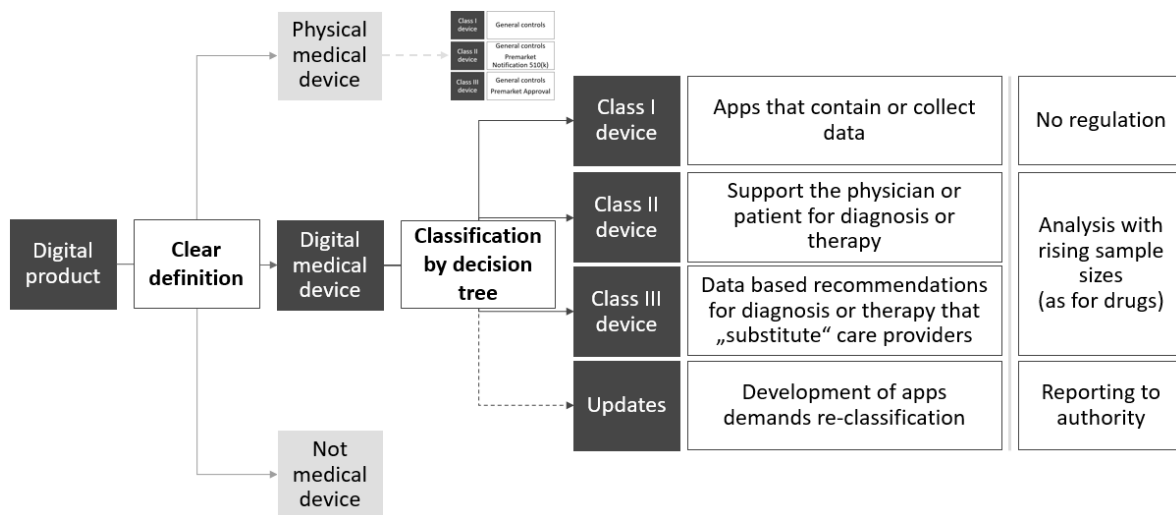 Physical
medical
device
Class I
device
General controls
Class II
device
General controls
Premarket
Notification 510(k)
Class III
device
General controls
Premarket Approval
Class I
device
Apps that contain or collect
data
No regulation
Class II
device
Support the physician or
patient for diagnosis or
therapy
Analysis with
rising sample
sizes
(as for drugs)
Digital
product
Clear
definition
Digital
medical
device
Classification
by decision
tree
Class III
device
Data based recommendations
for diagnosis or therapy that
„substitute“ care providers
Updates
Development of apps
demands re-classification
Reporting to
authority
Not
medical
device